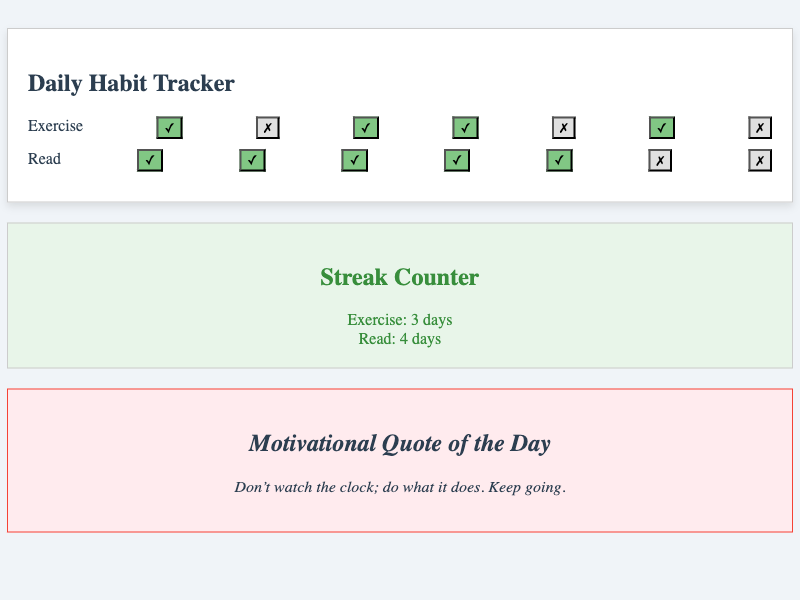 Daily Habit Tracker
Exercise ✓ ✗ ✓ ✓ ✗ ✓ ✗
Read ✓ ✓ ✓ ✓ ✓ ✗ ✗
Streak Counter
Exercise: 3 days
Read: 4 days
Motivational Quote of the Day
Don't watch the clock; do what it does. Keep going.